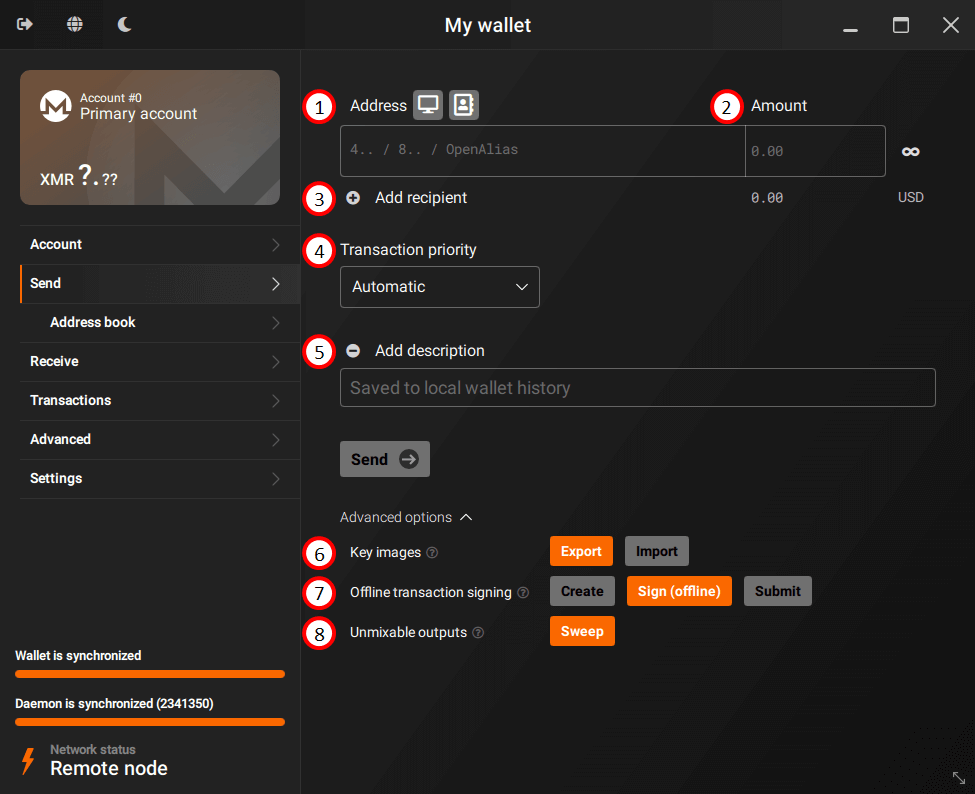 My wallet
Account #0
Primary account
XMR ?.??
Account
Send
Address book
Receive
Transactions
Advanced
Settings
Wallet is synchronized
Daemon is synchronized (2341350)
Network status
Remote node
1 Address 2 Amount
4.. / 8.. / OpenAlias 0.00
3 Add recipient 0.00 USD
4 Transaction priority
Automatic
5 Add description
Saved to local wallet history
Send
Advanced options
6 Key images ? Export Import
7 Offline transaction signing ? Create Sign (offline) Submit
8 Unmixable outputs ? Sweep